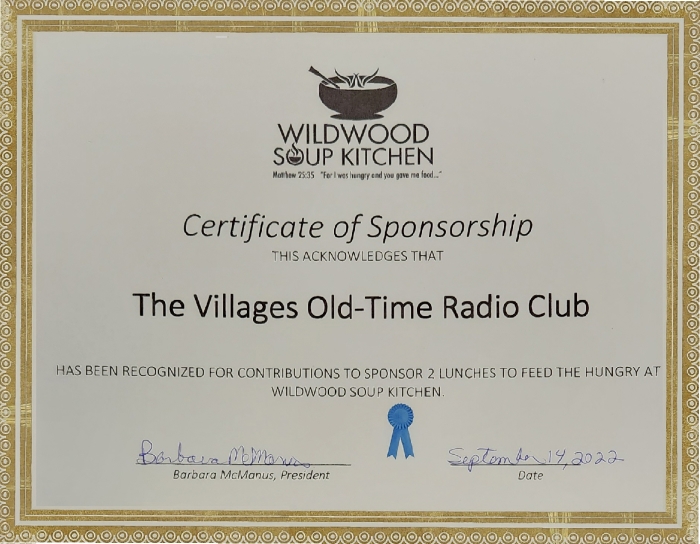 WILDWOOD
SOUP KITCHEN
Matthew 25:35 "For I was hungry and you gave me food..."
Certificate of Sponsorship
THIS ACKNOWLEDGES THAT
The Villages Old-Time Radio Club
HAS BEEN RECOGNIZED FOR CONTRIBUTIONS TO SPONSOR 2 LUNCHES TO FEED THE HUNGRY AT
WILDWOOD SOUP KITCHEN.
Barbara McManus September 14, 2022
Barbara McManus, President Date